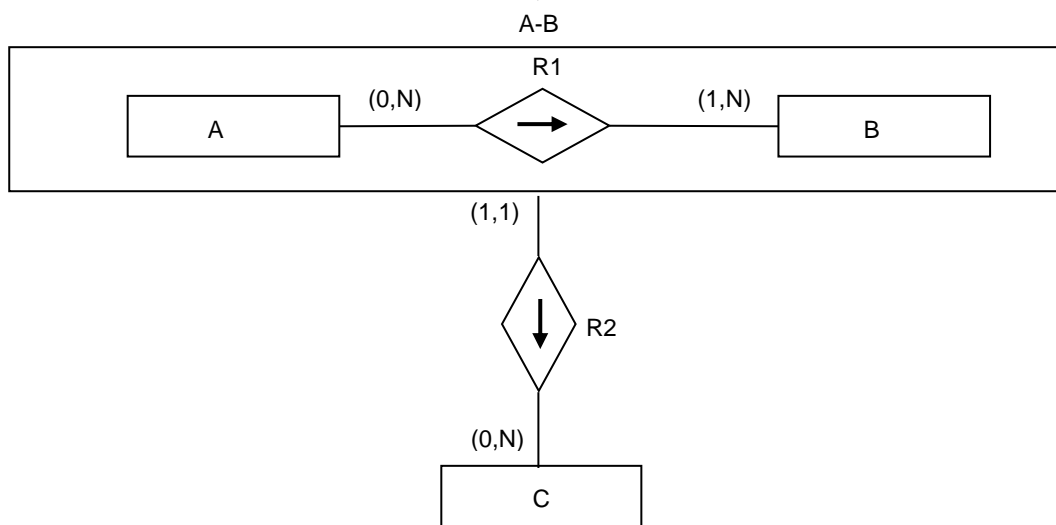 A-B
R1
(0,N)
(1,N)
A
B
(1,1)
R2
(0,N)
C